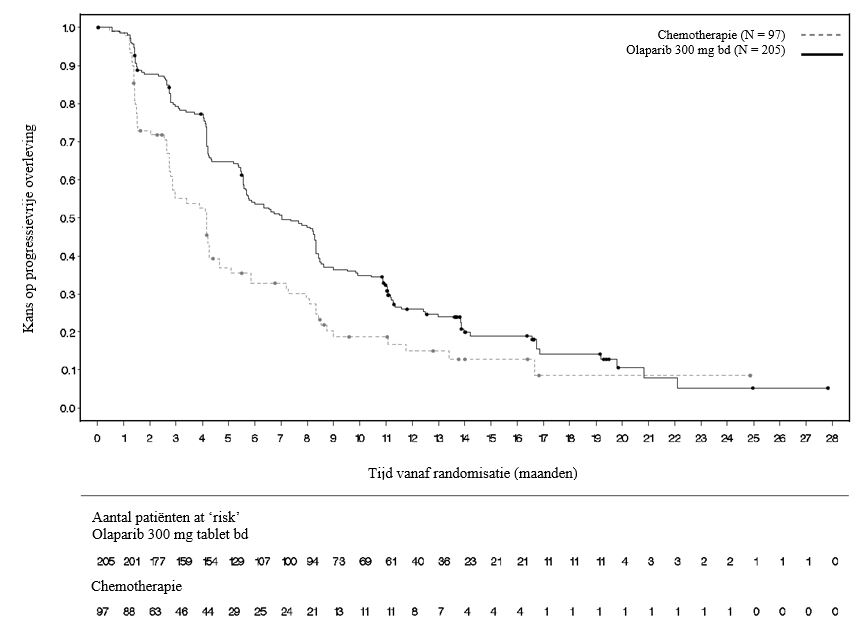 Chemotherapie (N = 97)
Olaparib 300 mg bd (N = 205)
Kans op progressievrije overleving
1.0
0.9
0.8
0.7
0.6
0.5
0.4
0.3
0.2
0.1
0.0
0 1 2 3 4 5 6 7 8 9 10 11 12 13 14 15 16 17 18 19 20 21 22 23 24 25 26 27 28
Tijd vanaf randomisatie (maanden)
Aantal patiënten at ‘risk’
Olaparib 300 mg tablet bd
205 201 177 159 154 129 107 100 94 73 69 61 40 36 23 21 21 11 11 11 4 3 3 2 2 1 1 1 0
Chemotherapie
97 88 63 46 44 29 25 24 21 13 11 11 8 7 4 4 4 1 1 1 1 1 1 1 1 0 0 0 0